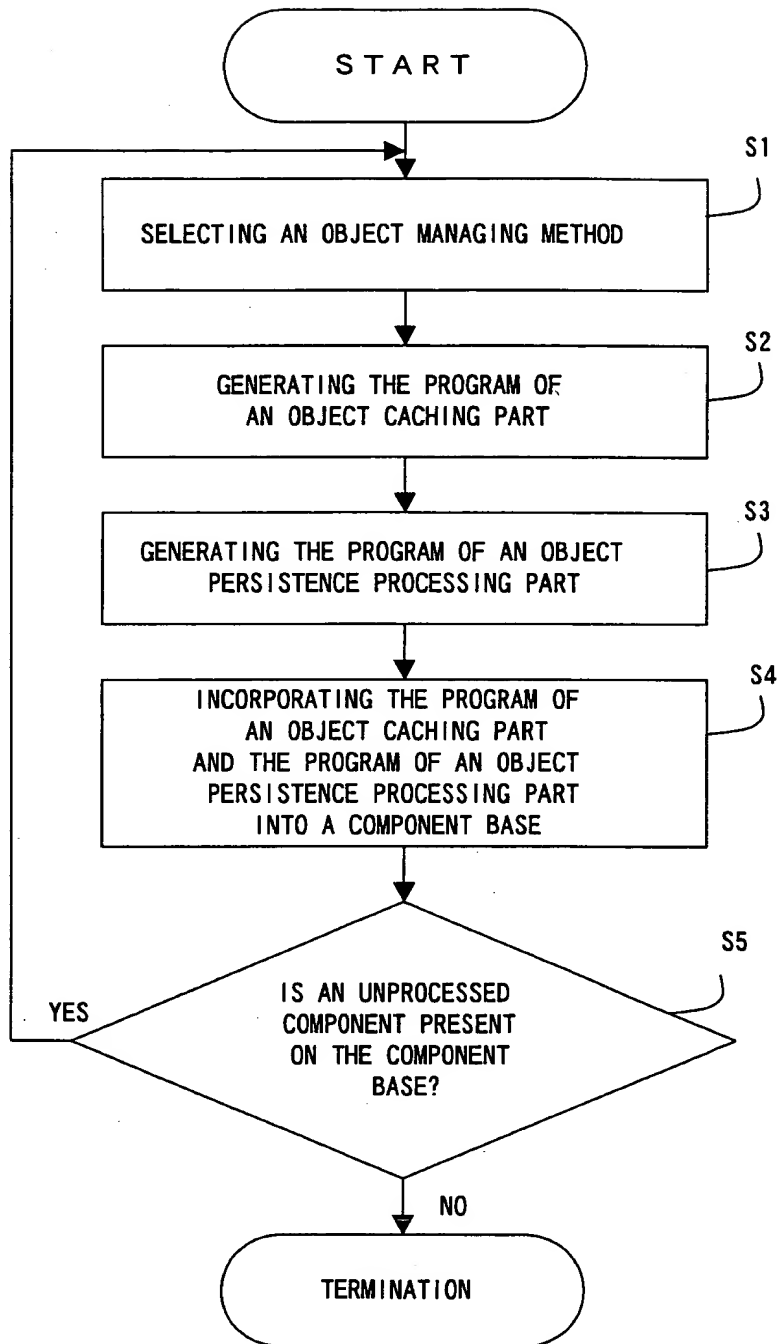 START
S1
SELECTING AN OBJECT MANAGING METHOD
S2
GENERATING THE PROGRAM OF
AN OBJECT CACHING PART
S3
GENERATING THE PROGRAM OF AN OBJECT
PERSISTENCE PROCESSING PART
S4
INCORPORATING THE PROGRAM OF
AN OBJECT CACHING PART
AND THE PROGRAM OF AN OBJECT
PERSISTENCE PROCESSING PART
INTO A COMPONENT BASE
S5
IS AN UNPROCESSED
COMPONENT PRESENT
ON THE COMPONENT
BASE?
YES
NO
TERMINATION